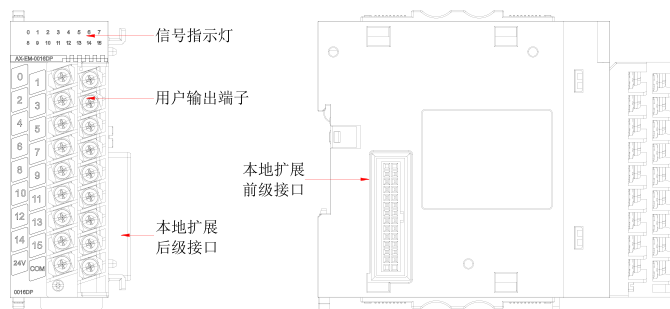 0 1 2 3 4 5 6 7
8 9 10 11 12 13 14 15
信号指示灯
AX-EM-0016DP
0 1
用户输出端子
2 3
4 5
6 7
本地扩展
前级接口
8 9
10 11
12 13
本地扩展
后级接口
14 15
24V COM
0016DP